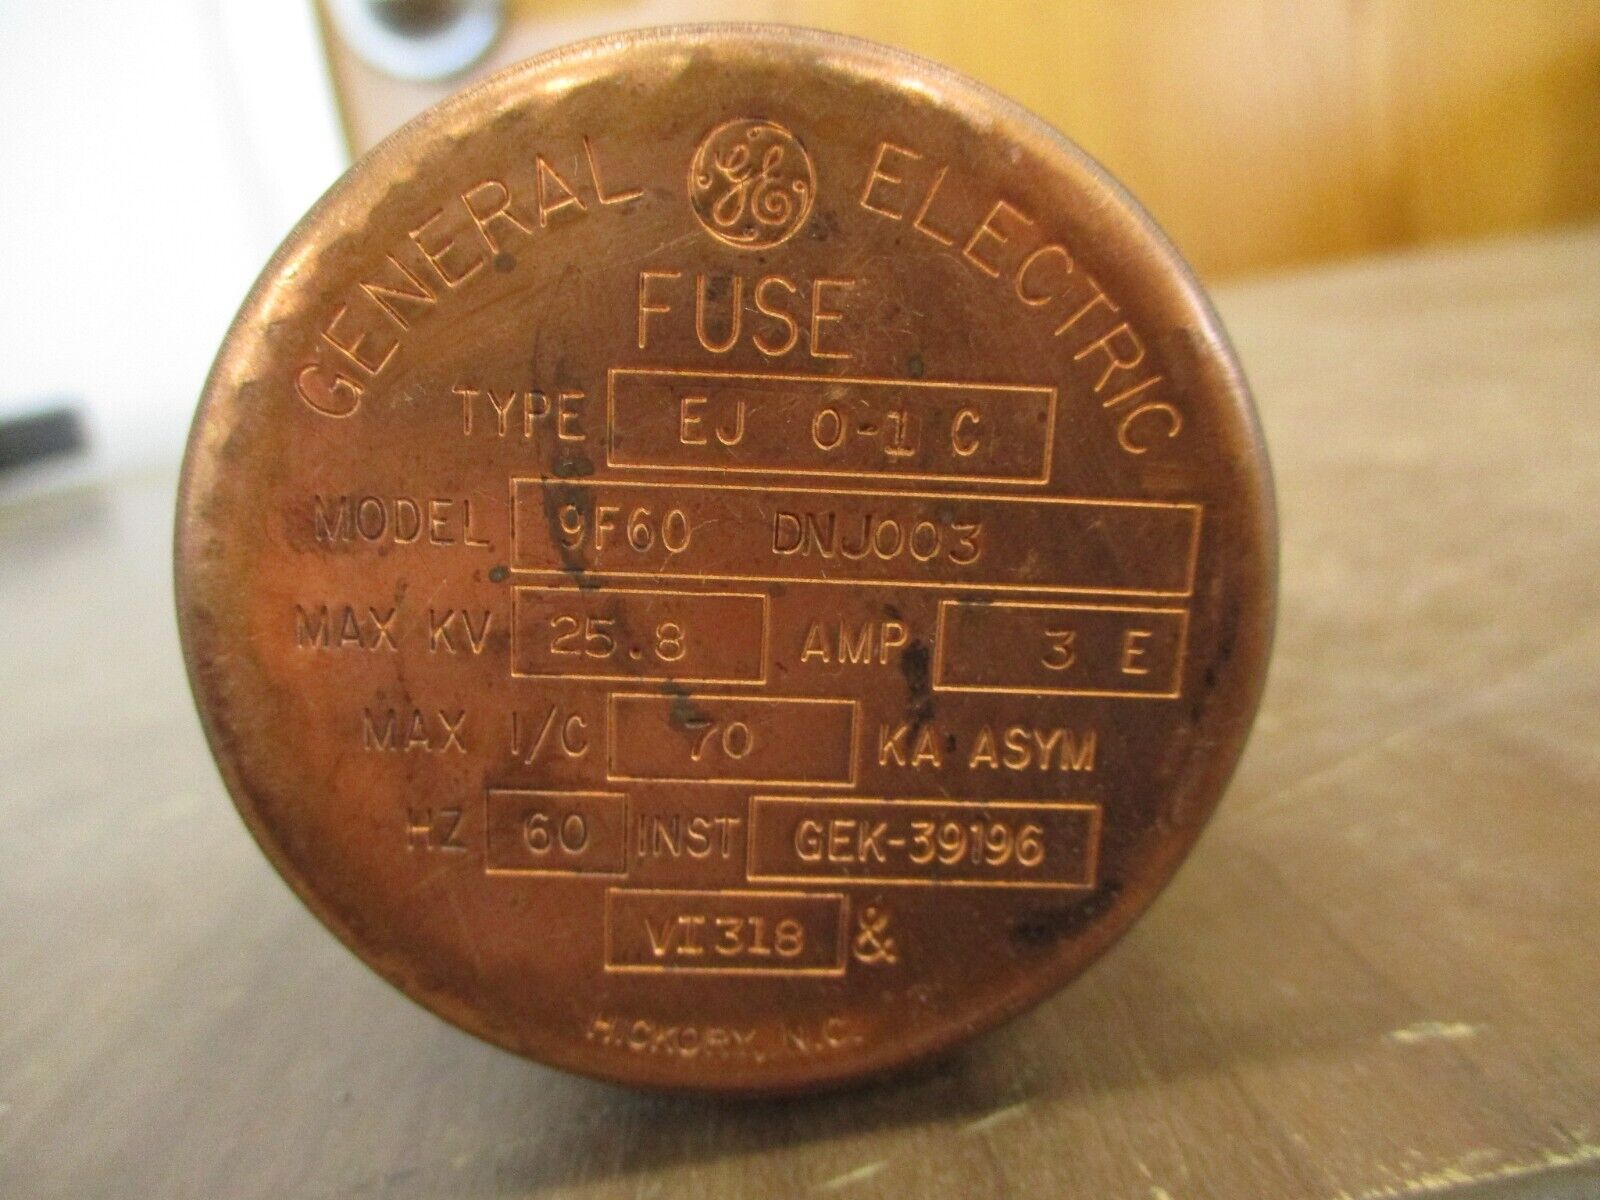 GENERAL GE ELECTRIC
FUSE
TYPE EJ 0-1 C
MODEL 9F60 DNJ003
MAX KV 25.8 AMP 3 E
MAX I/C 70 KA ASYM
HZ 60 INST GEK-39196
VI318 &
HICKORY, N.C.